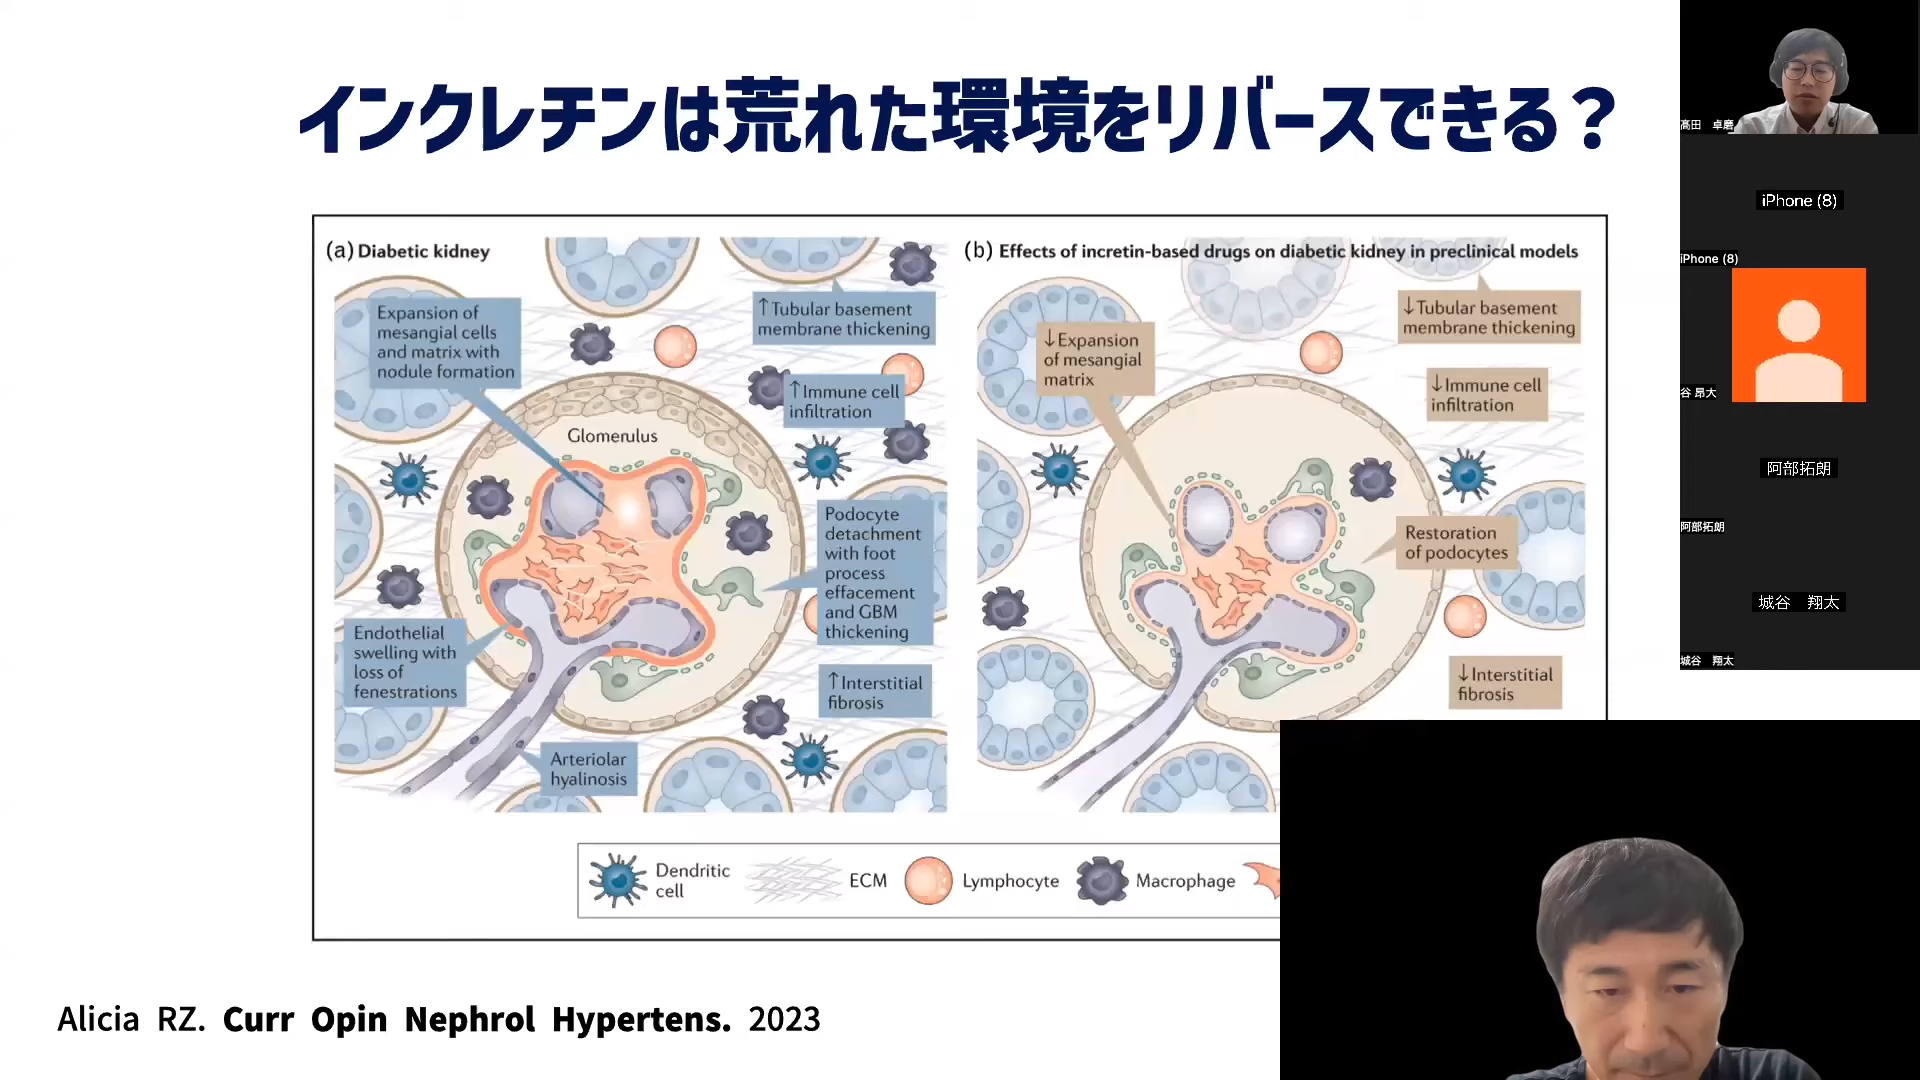 インクレチンは荒れた環境をリバースできる？
(a) Diabetic kidney
Expansion of
mesangial cells
and matrix with
nodule formation
↑Tubular basement
membrane thickening
↑Immune cell
infiltration
Glomerulus
Podocyte
detachment
with foot
process
effacement
and GBM
thickening
Endothelial
swelling with
loss of
fenestrations
↑Interstitial
fibrosis
Arteriolar
hyalinosis
(b) Effects of incretin-based drugs on diabetic kidney in preclinical models
↓Expansion
of mesangial
matrix
↓Tubular basement
membrane thickening
↓Immune cell
infiltration
Restoration
of podocytes
↓Interstitial
fibrosis
Dendritic
cell
ECM
Lymphocyte
Macrophage
Alicia RZ. Curr Opin Nephrol Hypertens. 2023
髙田 卓磨
iPhone (8)
iPhone (8)
谷 昂大
阿部拓朗
阿部拓朗
城谷 翔太
城谷 翔太